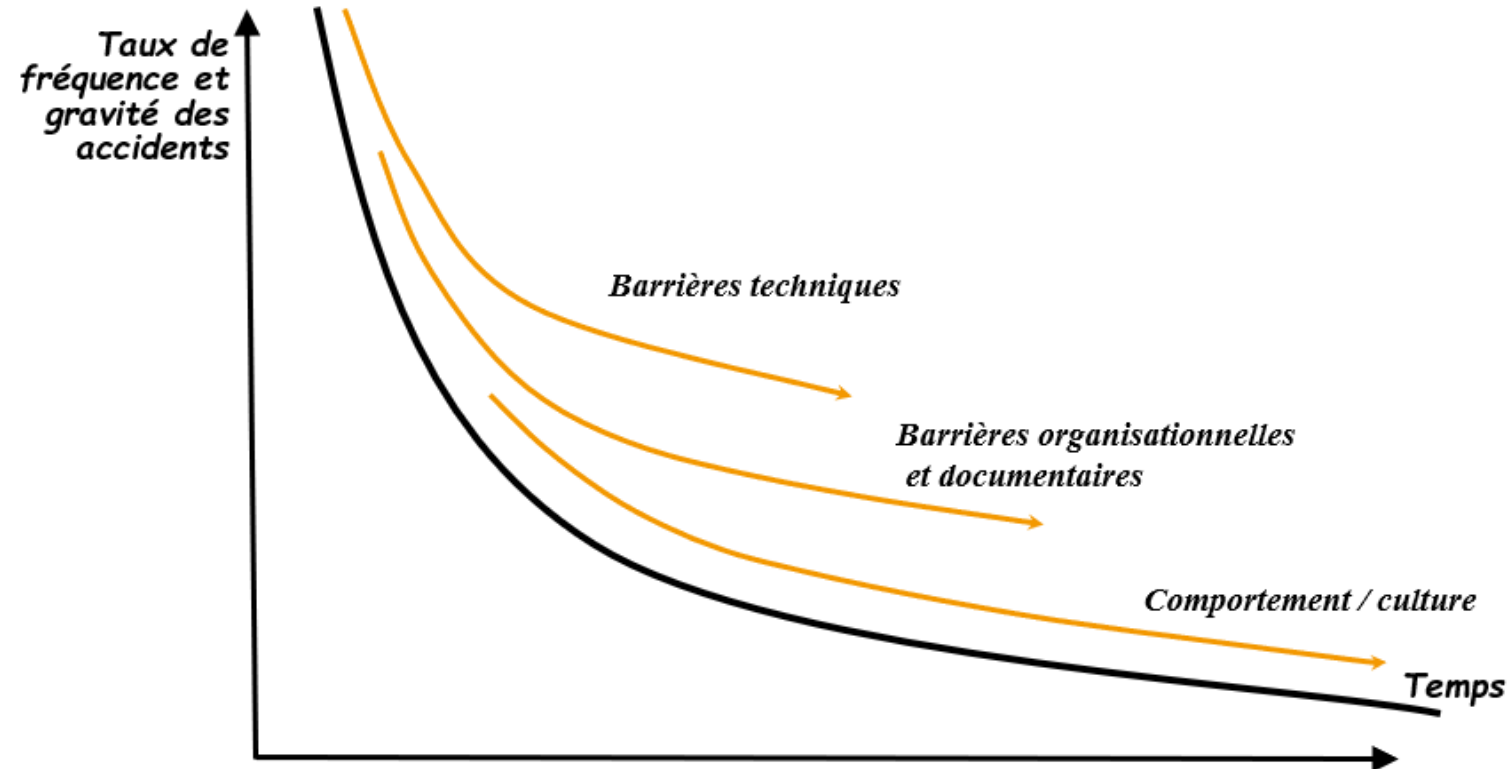 Taux de
fréquence et
gravité des
accidents
Barrières techniques
Barrières organisationnelles
et documentaires
Comportement / culture
Temps